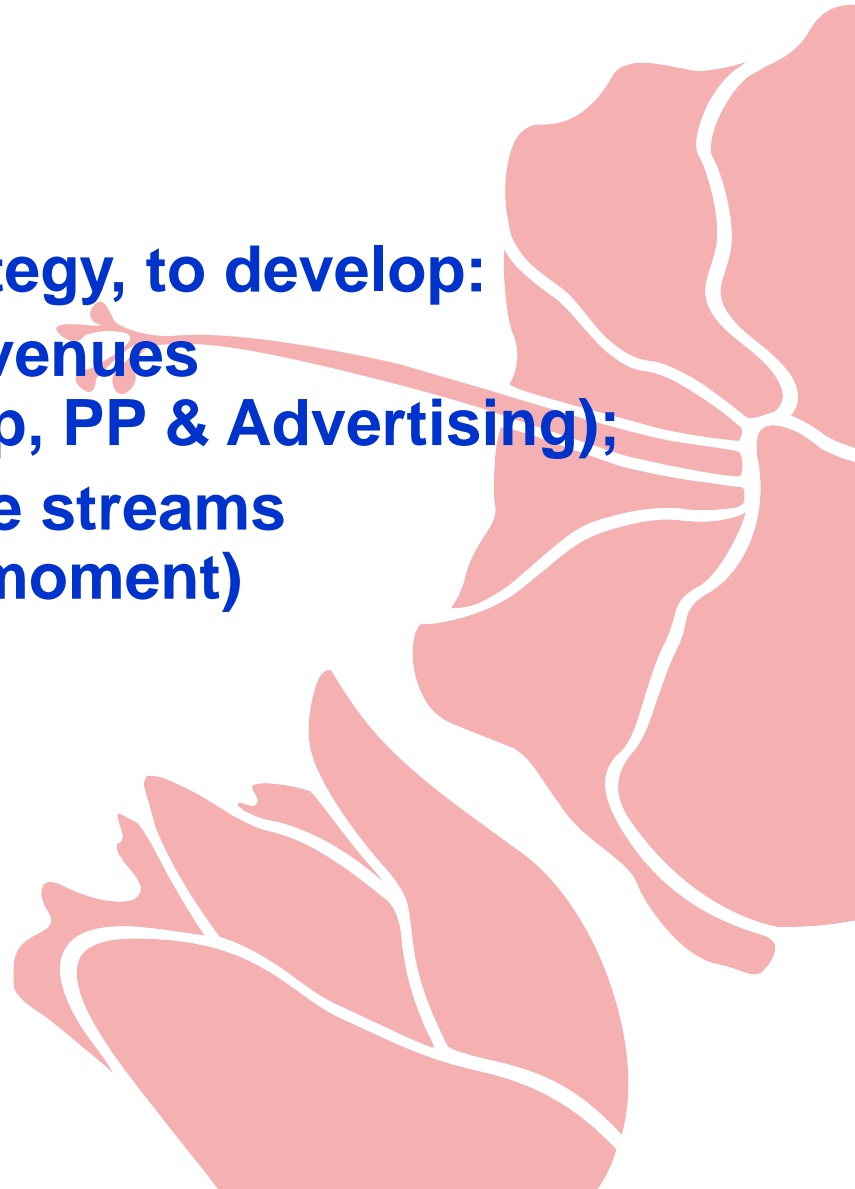 tegy, to develop:
venues
p, PP & Advertising);
e streams
moment)